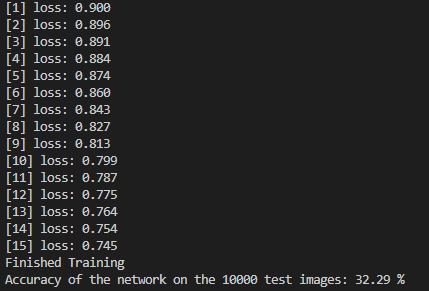 [1] loss: 0.900
[2] loss: 0.896
[3] loss: 0.891
[4] loss: 0.884
[5] loss: 0.874
[6] loss: 0.860
[7] loss: 0.843
[8] loss: 0.827
[9] loss: 0.813
[10] loss: 0.799
[11] loss: 0.787
[12] loss: 0.775
[13] loss: 0.764
[14] loss: 0.754
[15] loss: 0.745
Finished Training
Accuracy of the network on the 10000 test images: 32.29 %